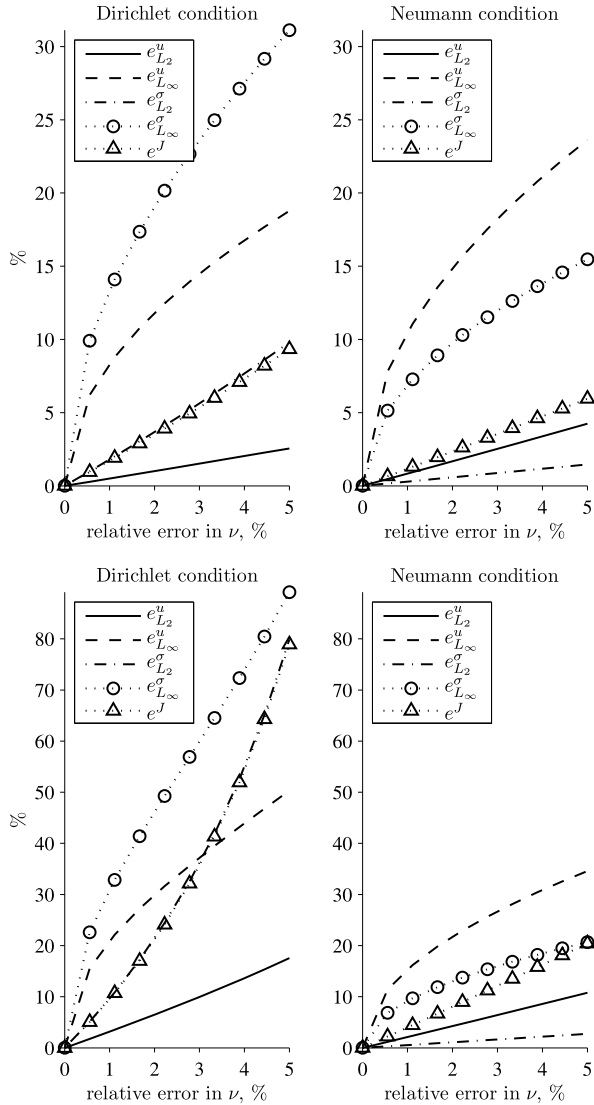 Dirichlet condition
Neumann condition
30
25
20
15
10
5
0
%
e^u_{L_2}
e^u_{L_∞}
e^σ_{L_2}
e^σ_{L_∞}
e^J
0 1 2 3 4 5
relative error in ν, %
30
25
20
15
10
5
0
e^u_{L_2}
e^u_{L_∞}
e^σ_{L_2}
e^σ_{L_∞}
e^J
0 1 2 3 4 5
relative error in ν, %
Dirichlet condition
Neumann condition
80
70
60
50
40
30
20
10
0
%
e^u_{L_2}
e^u_{L_∞}
e^σ_{L_2}
e^σ_{L_∞}
e^J
0 1 2 3 4 5
relative error in ν, %
80
70
60
50
40
30
20
10
0
e^u_{L_2}
e^u_{L_∞}
e^σ_{L_2}
e^σ_{L_∞}
e^J
0 1 2 3 4 5
relative error in ν, %